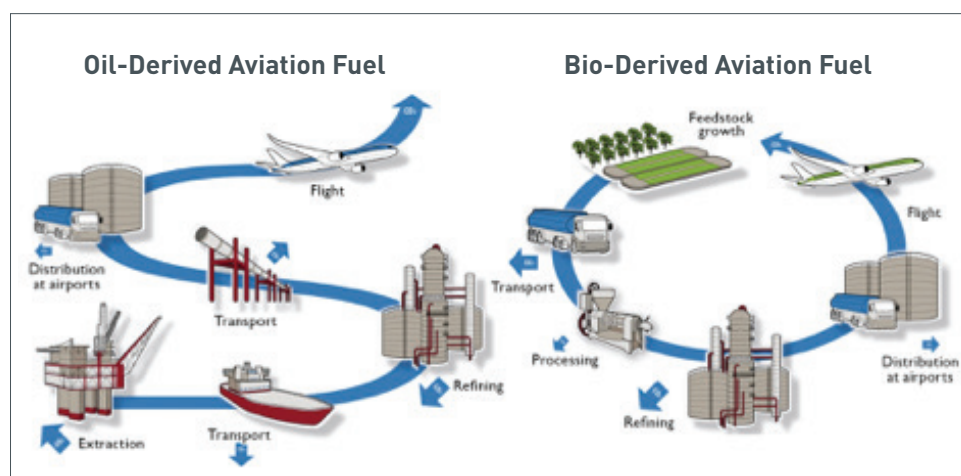 Oil-Derived Aviation Fuel
Flight
Distribution
at airports
Transport
Refining
Extraction
Transport
Bio-Derived Aviation Fuel
Feedstock
growth
Flight
Transport
Processing
Refining
Distribution
at airports